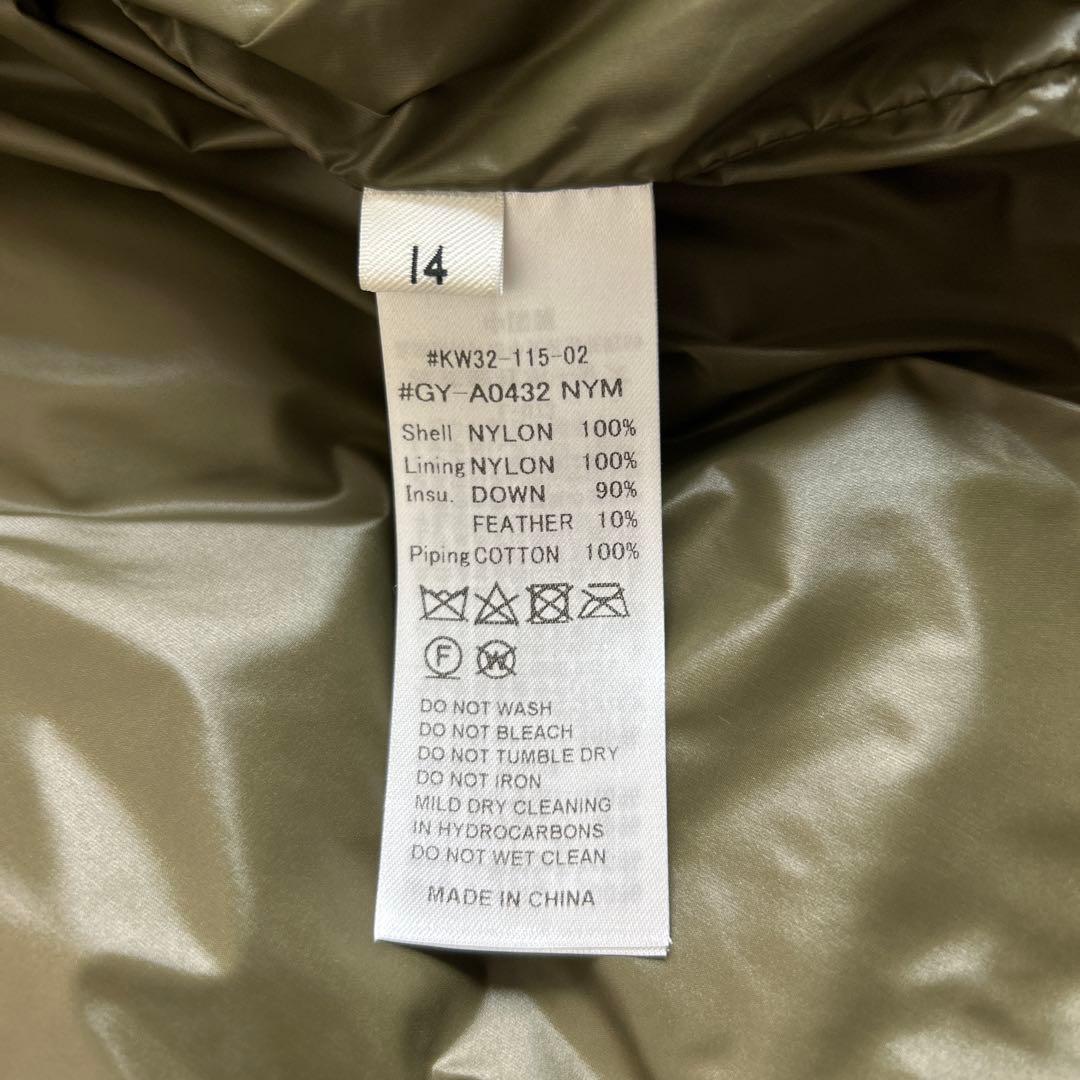 14
#KW32-115-02
#GY-A0432 NYM
Shell NYLON 100%
Lining NYLON 100%
Insu. DOWN 90%
FEATHER 10%
Piping COTTON 100%
F W
DO NOT WASH
DO NOT BLEACH
DO NOT TUMBLE DRY
DO NOT IRON
MILD DRY CLEANING
IN HYDROCARBONS
DO NOT WET CLEAN
MADE IN CHINA